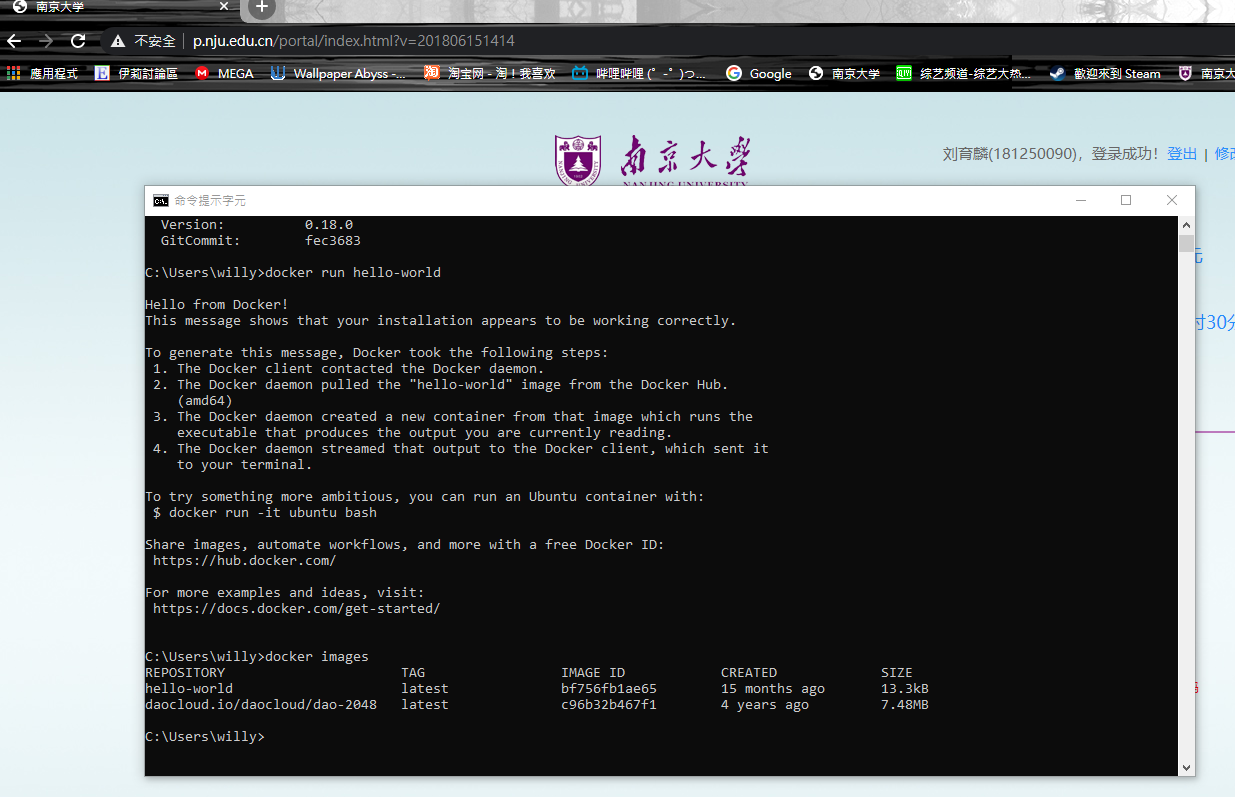 南京大学
不安全 p.nju.edu.cn/portal/index.html?v=201806151414
應用程式 伊莉討論區 MEGA Wallpaper Abyss -... 淘宝网 - 淘！我喜欢 哔哩哔哩 (゜-゜)つ... Google 南京大学 综艺频道-综艺大热... 歡迎來到 Steam 南京大
南京大學
NANJING UNIVERSITY
刘育麟(181250090)，登录成功！登出 | 修改
元
时30分
命令提示字元
Version: 0.18.0
GitCommit: fec3683
C:\Users\willy>docker run hello-world
Hello from Docker!
This message shows that your installation appears to be working correctly.
To generate this message, Docker took the following steps:
1. The Docker client contacted the Docker daemon.
2. The Docker daemon pulled the "hello-world" image from the Docker Hub.
(amd64)
3. The Docker daemon created a new container from that image which runs the
executable that produces the output you are currently reading.
4. The Docker daemon streamed that output to the Docker client, which sent it
to your terminal.
To try something more ambitious, you can run an Ubuntu container with:
$ docker run -it ubuntu bash
Share images, automate workflows, and more with a free Docker ID:
https://hub.docker.com/
For more examples and ideas, visit:
https://docs.docker.com/get-started/
C:\Users\willy>docker images
REPOSITORY TAG IMAGE ID CREATED SIZE
hello-world latest bf756fb1ae65 15 months ago 13.3kB
daocloud.io/daocloud/dao-2048 latest c96b32b467f1 4 years ago 7.48MB
C:\Users\willy>